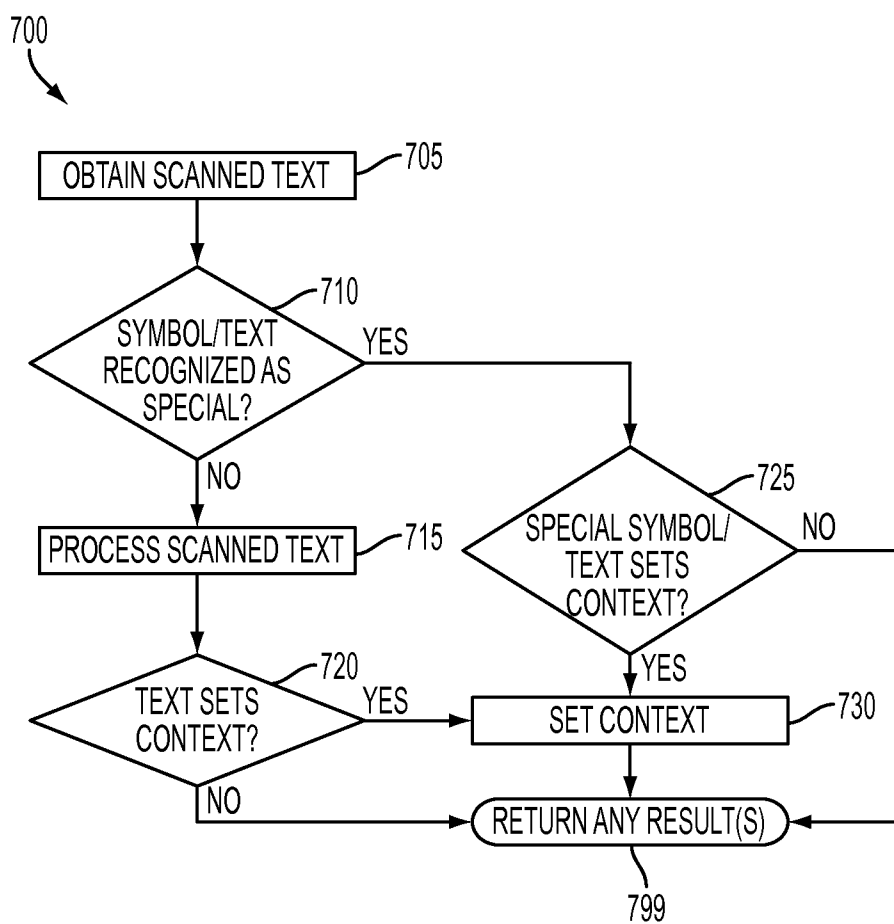 700
OBTAIN SCANNED TEXT
705
710
SYMBOL/TEXT
RECOGNIZED AS
SPECIAL?
YES
NO
725
SPECIAL SYMBOL/
TEXT SETS
CONTEXT?
NO
YES
PROCESS SCANNED TEXT
715
720
TEXT SETS
CONTEXT?
YES
NO
SET CONTEXT
730
RETURN ANY RESULT(S)
799